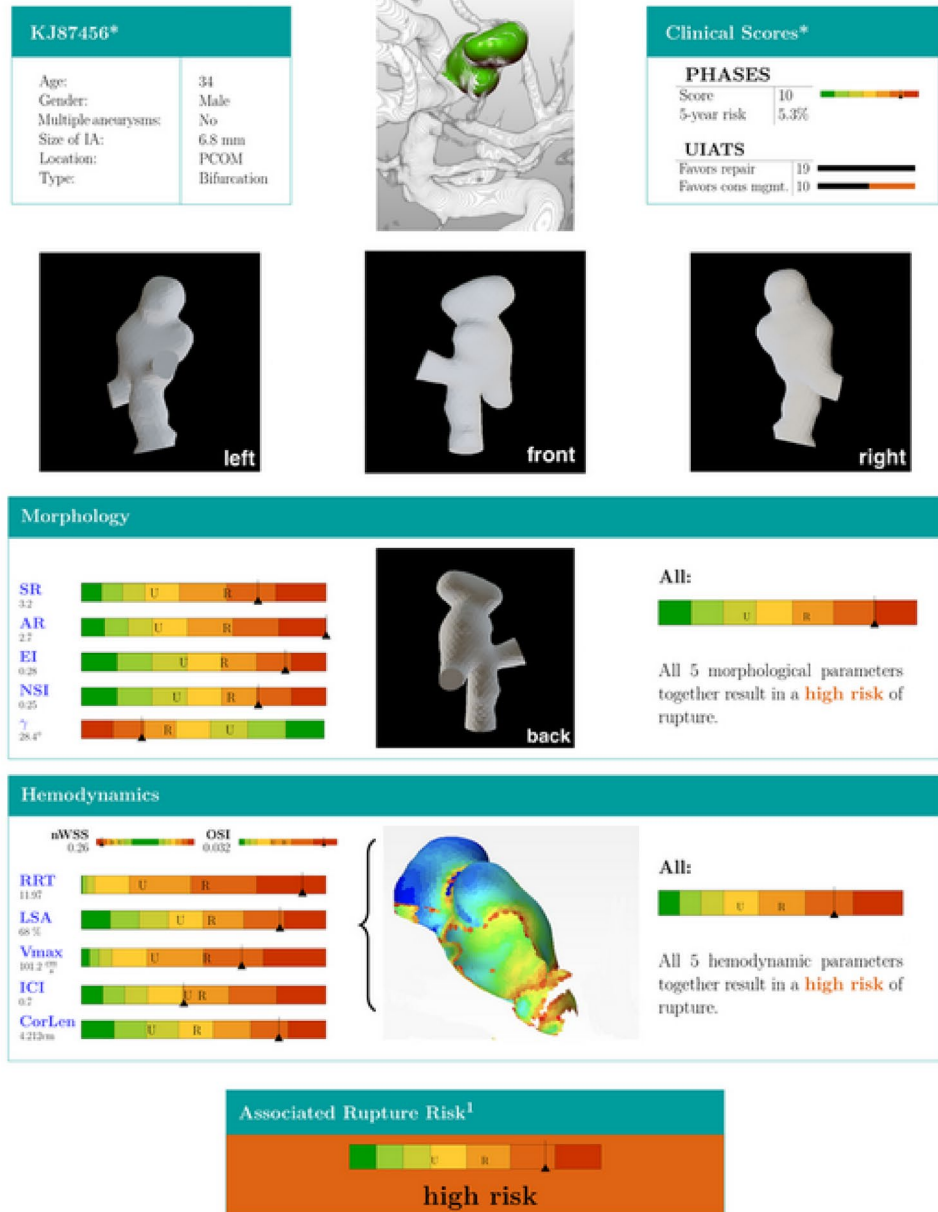 KJ87456*
Age: 34
Gender: Male
Multiple aneurysms: No
Size of IA: 6.8 mm
Location: PCOM
Type: Bifurcation
Clinical Scores*
PHASES
Score 10
5-year risk 5.3%
UIATS
Favors repair 19
Favors cons mgmt. 10
left
front
right
Morphology
SR
3.2
U R
AR
2.7
U R
EI
0.28
U R
NSI
0.25
U R
γ
28.4°
R U
back
All:
U R
All 5 morphological parameters
together result in a high risk of
rupture.
Hemodynamics
nWSS
0.26
OSI
0.032
RRT
11.97
U R
LSA
68 %
U R
Vmax
101.2 cm/s
U R
ICI
0.7
U R
CorLen
4.212cm
U R
All:
U R
All 5 hemodynamic parameters
together result in a high risk of
rupture.
Associated Rupture Risk¹
U R
high risk